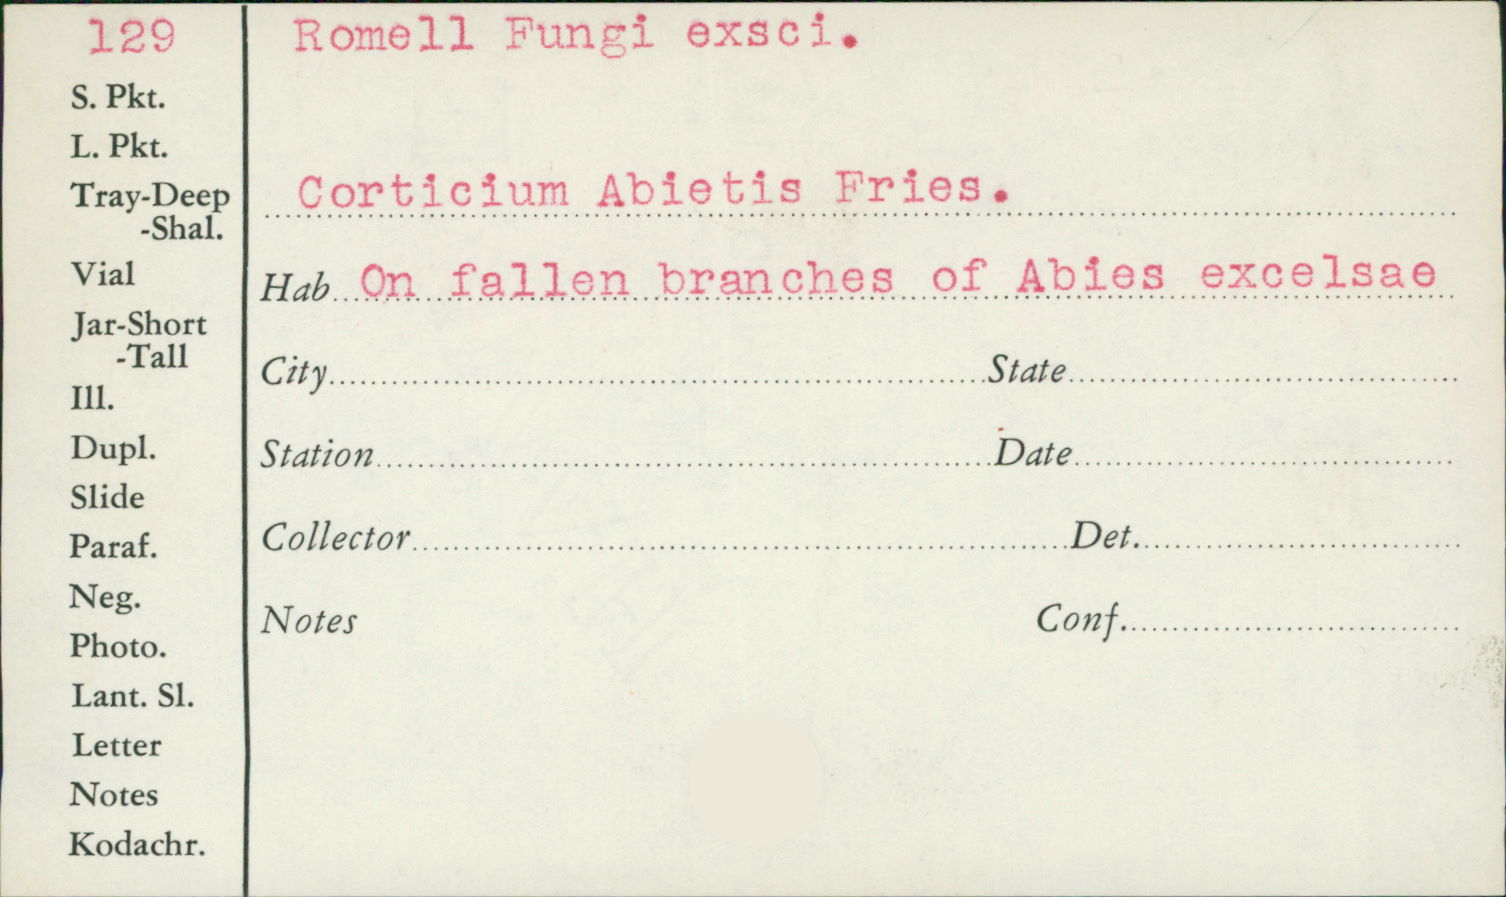 129
Romell Fungi exsci.
S. Pkt.
L. Pkt.
Tray-Deep
-Shal.
Corticium Abietis Fries.
Vial
Hab On fallen branches of Abies excelsae
Jar-Short
-Tall
City State
Ill.
Dupl.
Station Date
Slide
Paraf.
Collector Det.
Neg.
Notes Conf.
Photo.
Lant. Sl.
Letter
Notes
Kodachr.